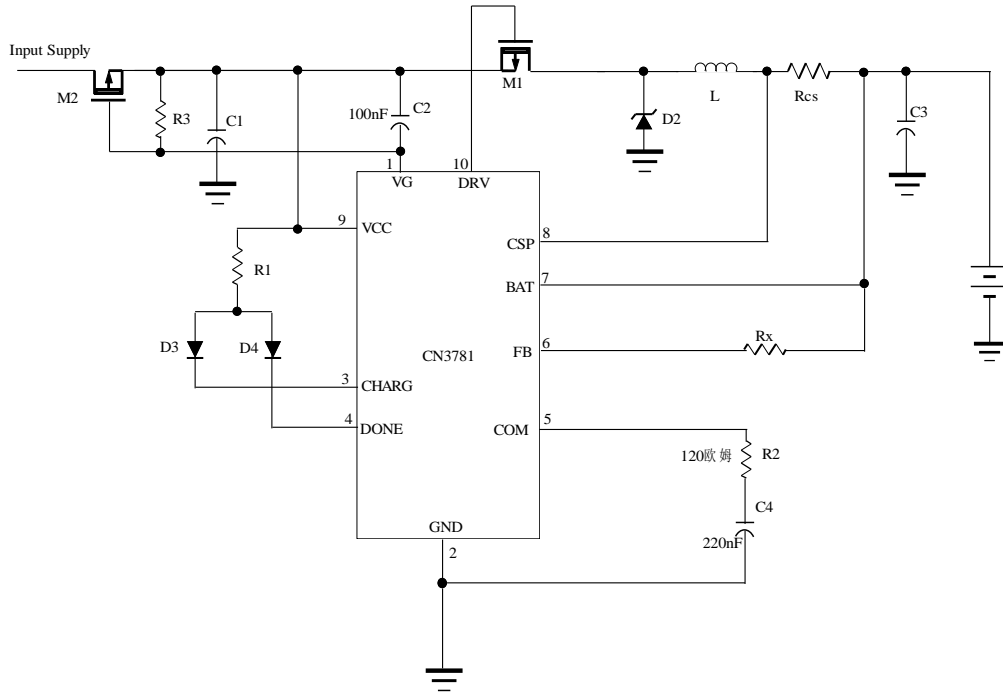 Input Supply
M1
M2
R3
C1
100nF
C2
D2
L
Rcs
C3
1
10
VG
DRV
9
VCC
R1
8
CSP
7
BAT
D3
D4
CN3781
Rx
6
FB
3
CHARG
4
DONE
5
COM
120欧姆
R2
C4
220nF
GND
2